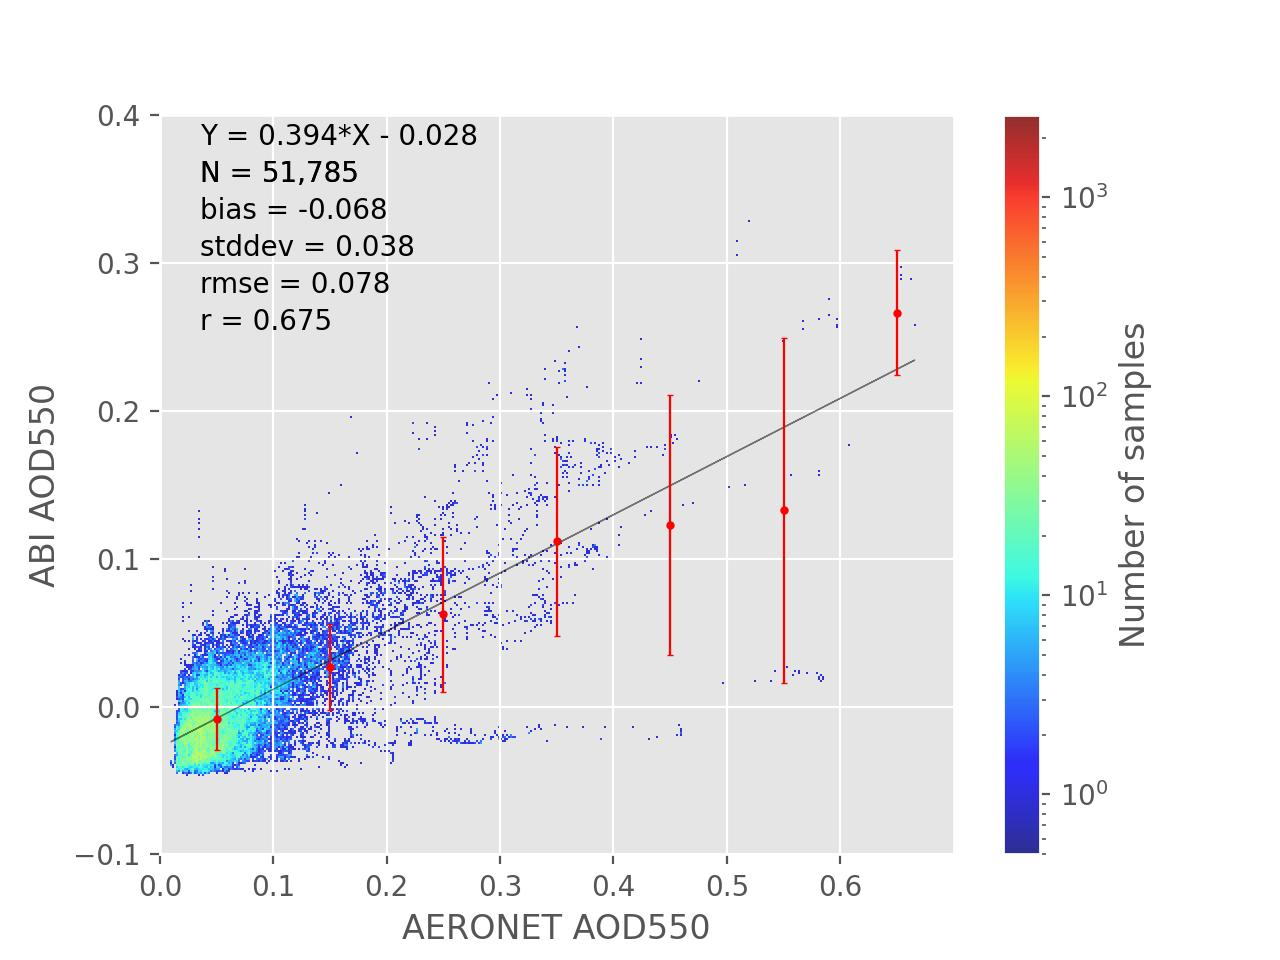 Y = 0.394*X - 0.028
N = 51,785
bias = -0.068
stddev = 0.038
rmse = 0.078
r = 0.675
0.4
0.3
0.2
0.1
0.0
−0.1
ABI AOD550
0.0 0.1 0.2 0.3 0.4 0.5 0.6
AERONET AOD550
10³
10²
10¹
10⁰
Number of samples